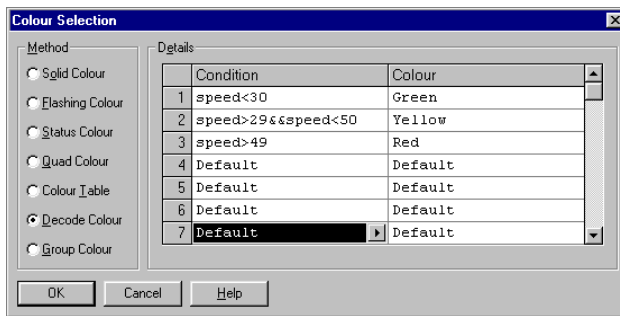 Colour Selection
Method
Solid Colour
Flashing Colour
Status Colour
Quad Colour
Colour Table
Decode Colour
Group Colour
Details
Condition Colour
1 speed<30 Green
2 speed>29&&speed<50 Yellow
3 speed>49 Red
4 Default Default
5 Default Default
6 Default Default
7 Default Default
OK Cancel Help